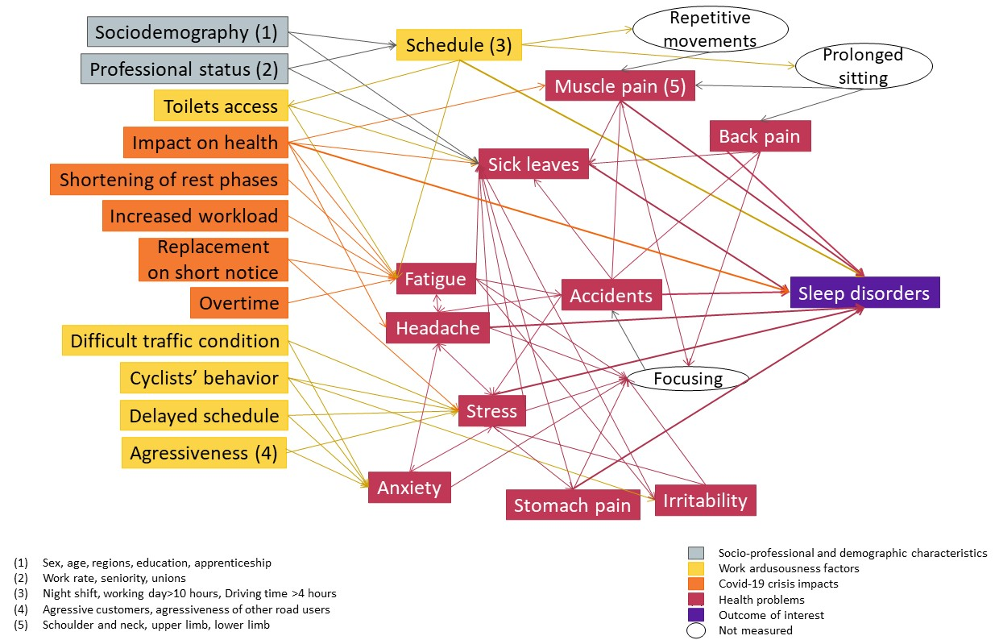 Sociodemography (1)
Professional status (2)
Toilets access
Impact on health
Shortening of rest phases
Increased workload
Replacement
on short notice
Overtime
Difficult traffic condition
Cyclists’ behavior
Delayed schedule
Agressiveness (4)
Schedule (3)
Repetitive
movements
Prolonged
sitting
Muscle pain (5)
Back pain
Sick leaves
Fatigue
Accidents
Sleep disorders
Headache
Focusing
Stress
Anxiety
Stomach pain
Irritability
(1) Sex, age, regions, education, apprenticeship
(2) Work rate, seniority, unions
(3) Night shift, working day>10 hours, Driving time >4 hours
(4) Agressive customers, agressiveness of other road users
(5) Schoulder and neck, upper limb, lower limb
Socio-professional and demographic characteristics
Work ardusousness factors
Covid-19 crisis impacts
Health problems
Outcome of interest
Not measured